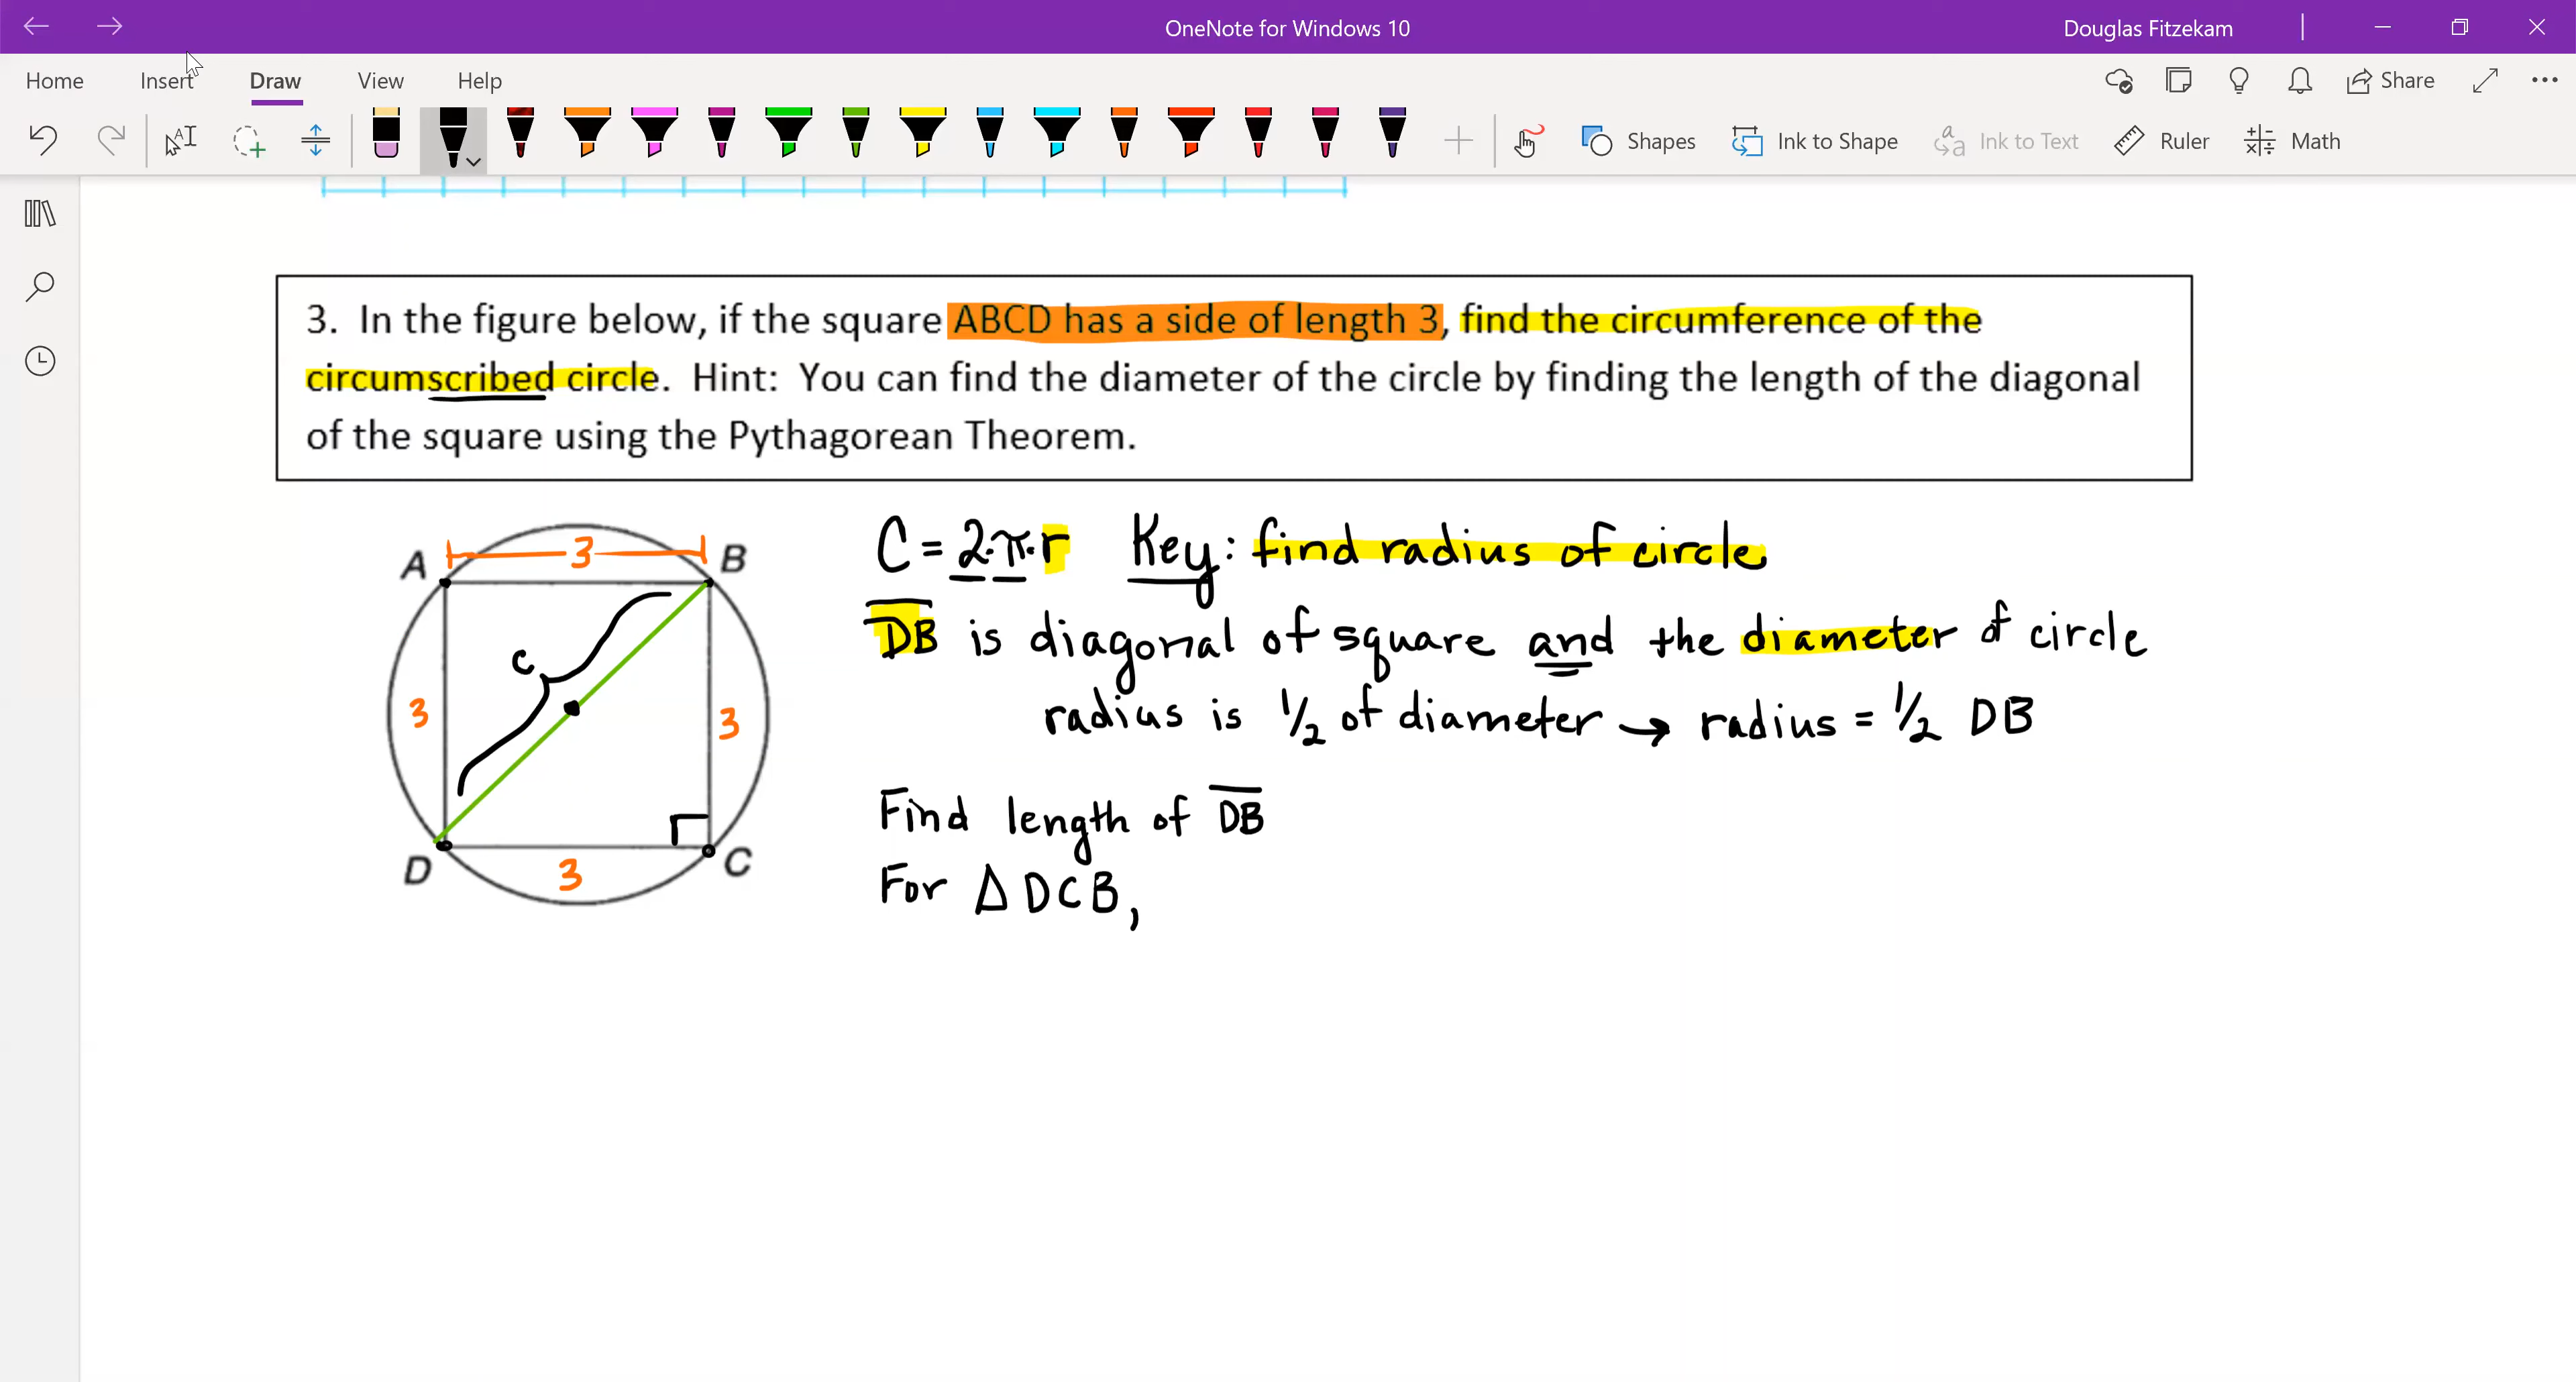 OneNote for Windows 10
Douglas Fitzekam
Home Insert Draw View Help
Share
Shapes Ink to Shape Ink to Text Ruler Math
3. In the figure below, if the square ABCD has a side of length 3, find the circumference of the
circumscribed circle. Hint: You can find the diameter of the circle by finding the length of the diagonal
of the square using the Pythagorean Theorem.
A 3 B
c
3
3
D 3 C
C = 2·π·r Key: find radius of circle
DB is diagonal of square and the diameter of circle
radius is 1/2 of diameter → radius = 1/2 DB
Find length of DB
For Δ DCB,